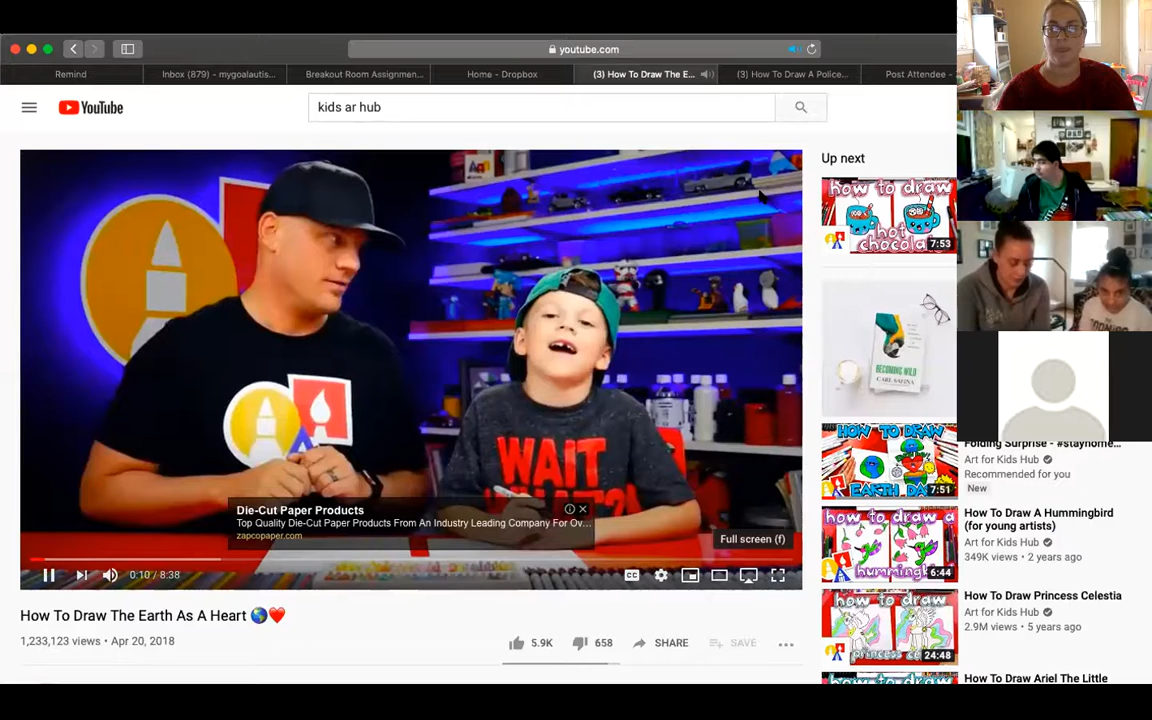 youtube.com
Remind
Inbox (879) - mygoalautis...
Breakout Room Assignmen...
Home - Dropbox
(3) How To Draw The E...
(3) How To Draw A Police...
Post Attendee -
YouTube
kids ar hub
Up next
how to draw
hot
chocolate
7:53
BECOMING WILD
CARL SAFINA
WAIT
WHAT?
Die-Cut Paper Products
Top Quality Die-Cut Paper Products From An Industry Leading Company For Ov...
zapcopaper.com
Full screen (f)
0:10 / 8:38
CC
How To Draw The Earth As A Heart 🌎❤️
1,233,123 views • Apr 20, 2018
5.9K
658
SHARE
SAVE
HOW TO DRAW
EARTH DAY
7:51
Folding Surprise - #stayhome...
Art for Kids Hub
Recommended for you
New
how to draw a
hummingbird
6:44
How To Draw A Hummingbird
(for young artists)
Art for Kids Hub
349K views • 2 years ago
how to draw
princess celestia
24:48
How To Draw Princess Celestia
Art for Kids Hub
2.9M views • 5 years ago
How To Draw Ariel The Little